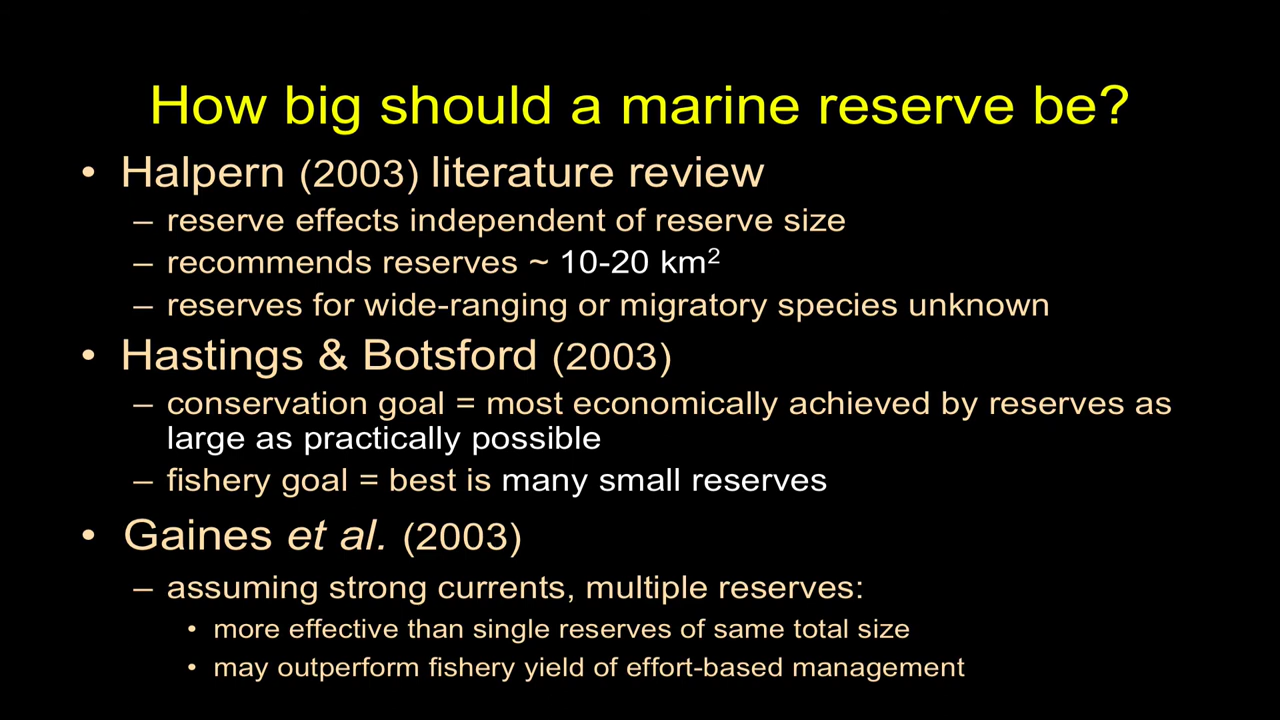 How big should a marine reserve be?
• Halpern (2003) literature review
– reserve effects independent of reserve size
– recommends reserves ~ 10-20 km²
– reserves for wide-ranging or migratory species unknown
• Hastings & Botsford (2003)
– conservation goal = most economically achieved by reserves as
large as practically possible
– fishery goal = best is many small reserves
• Gaines et al. (2003)
– assuming strong currents, multiple reserves:
• more effective than single reserves of same total size
• may outperform fishery yield of effort-based management